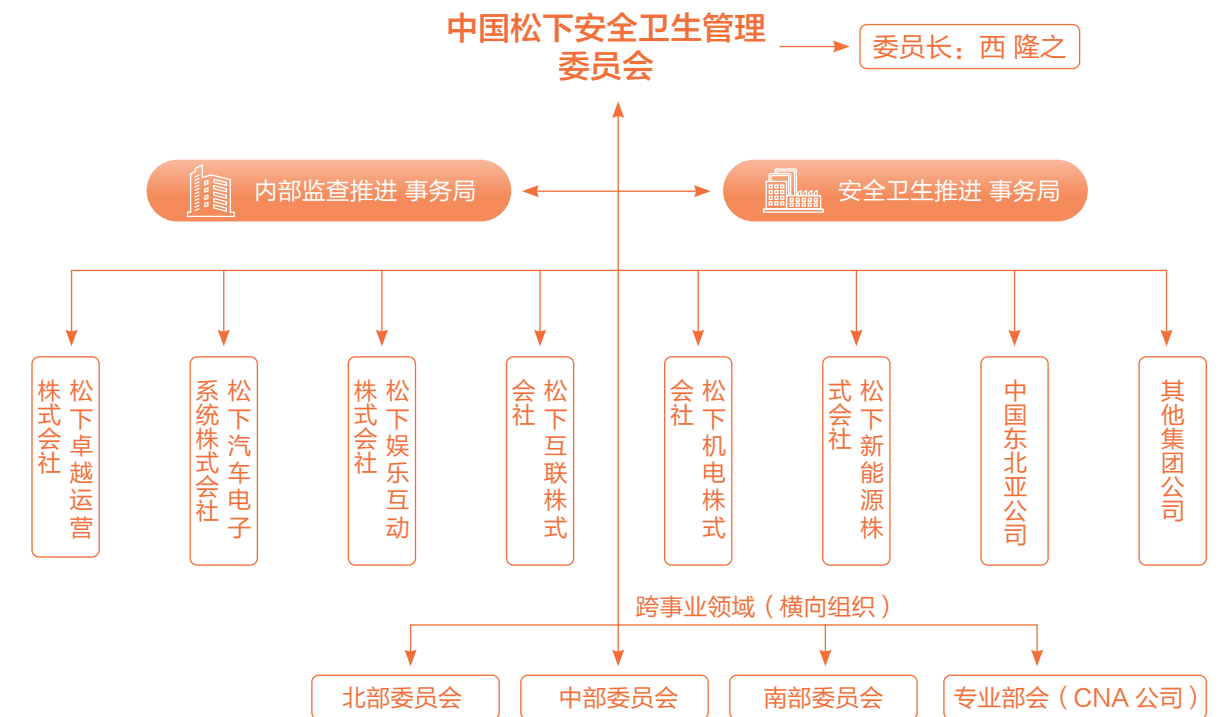 中国松下安全卫生管理
委员会
委员长：西 隆之
内部监查推进 事务局
安全卫生推进 事务局
松下卓越运营
株式会社
松下汽车电子
系统株式会社
松下娱乐互动
株式会社
松下互联株式
会社
松下机电株式
会社
松下新能源株
式会社
中国东北亚公司
其他集团公司
跨事业领域（横向组织）
北部委员会
中部委员会
南部委员会
专业部会（CNA 公司）